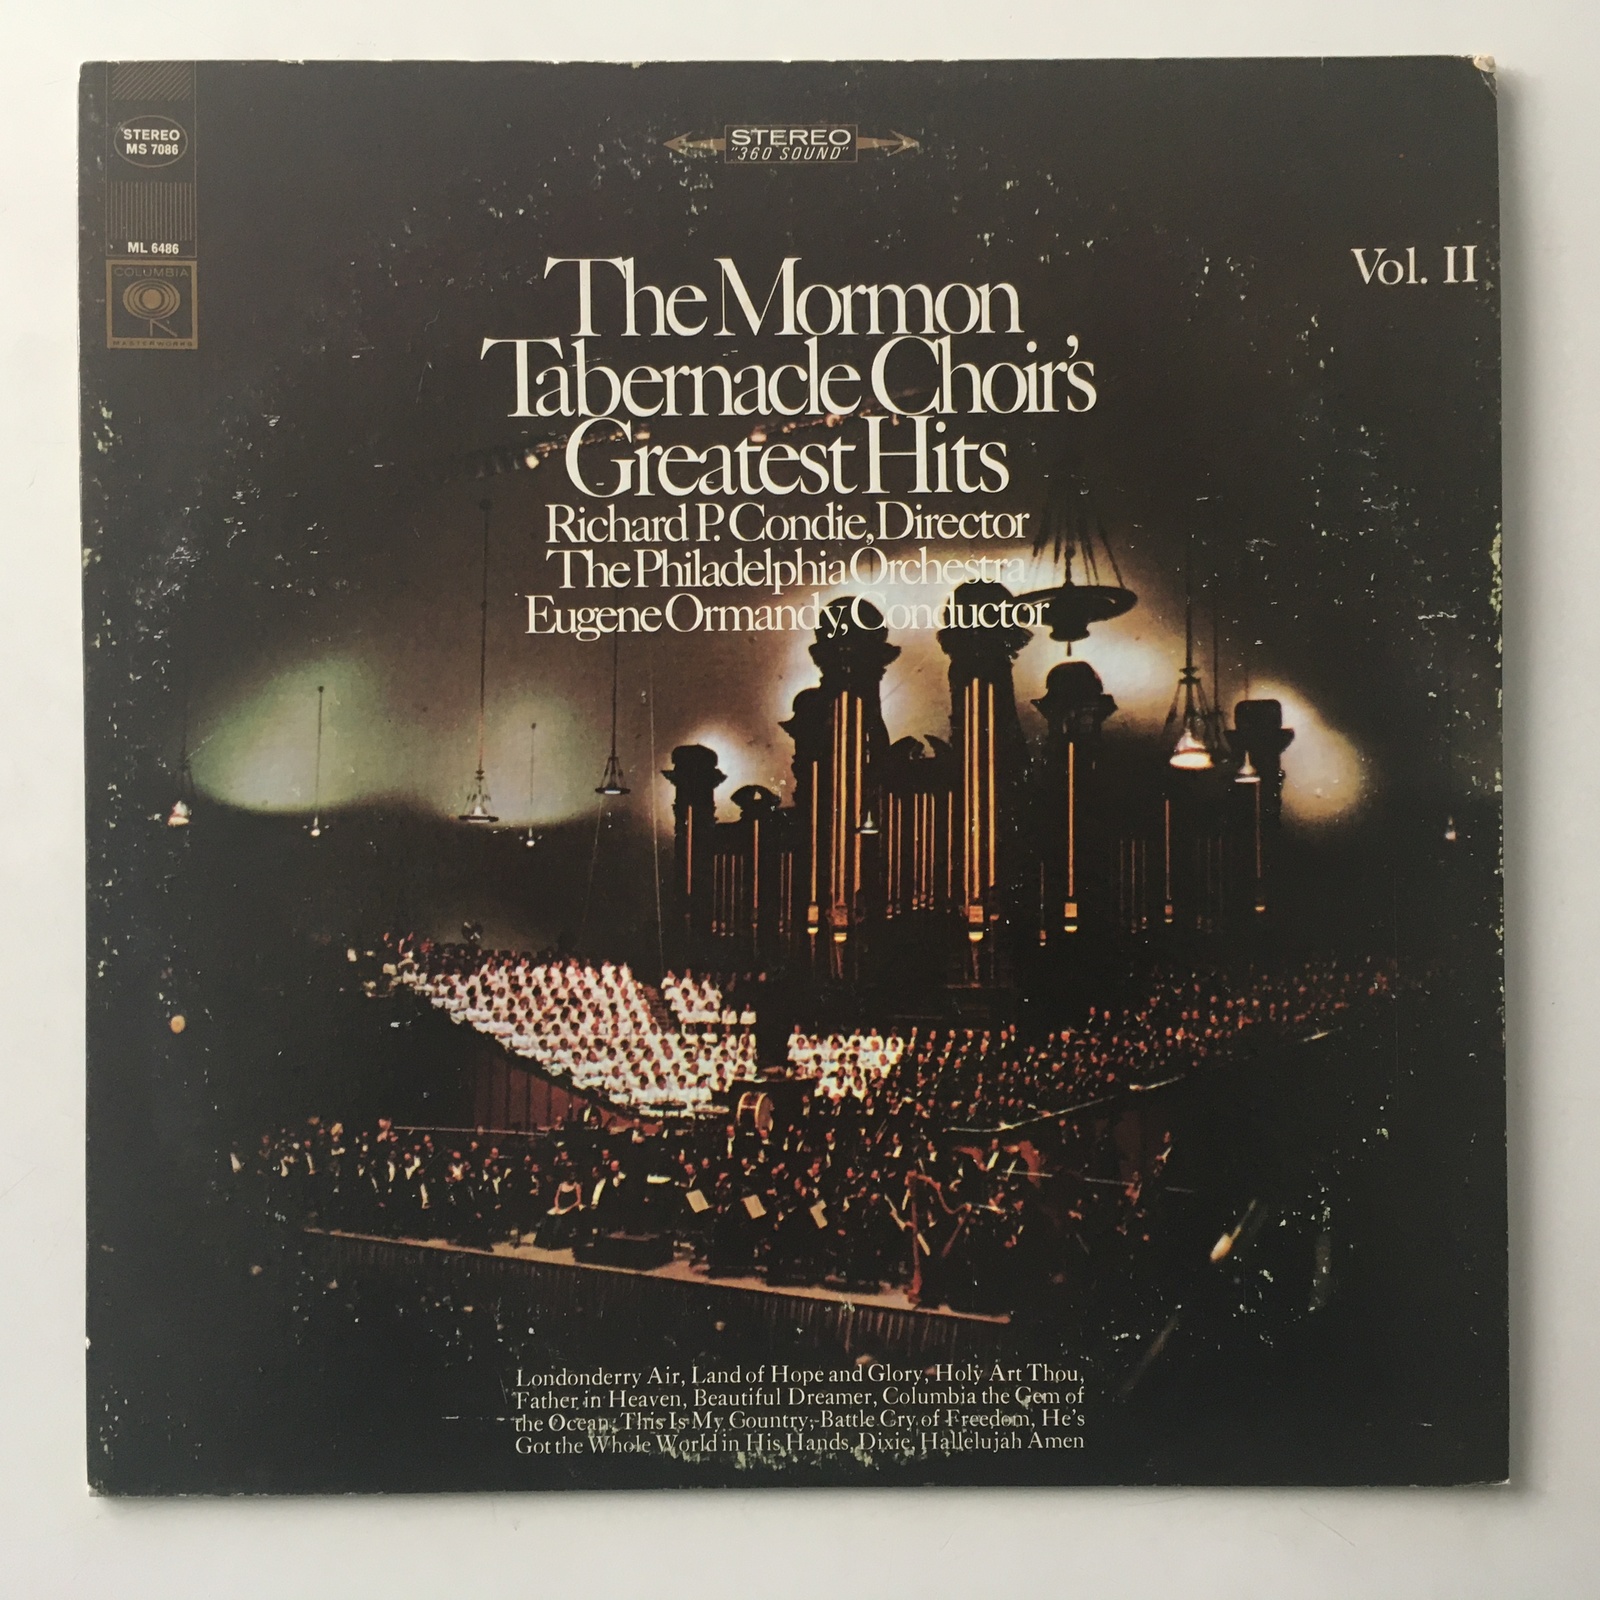 STEREO
MS 7086
ML 6486
COLUMBIA
MASTERWORKS
STEREO
"360 SOUND"
Vol. II
The Mormon
Tabernacle Choir's
Greatest Hits
Richard P. Condie, Director
The Philadelphia Orchestra
Eugene Ormandy, Conductor
Londonderry Air, Land of Hope and Glory, Holy Art Thou,
Father in Heaven, Beautiful Dreamer, Columbia the Gem of
the Ocean, This Is My Country, Battle Cry of Freedom, He's
Got the Whole World in His Hands, Dixie, Hallelujah Amen